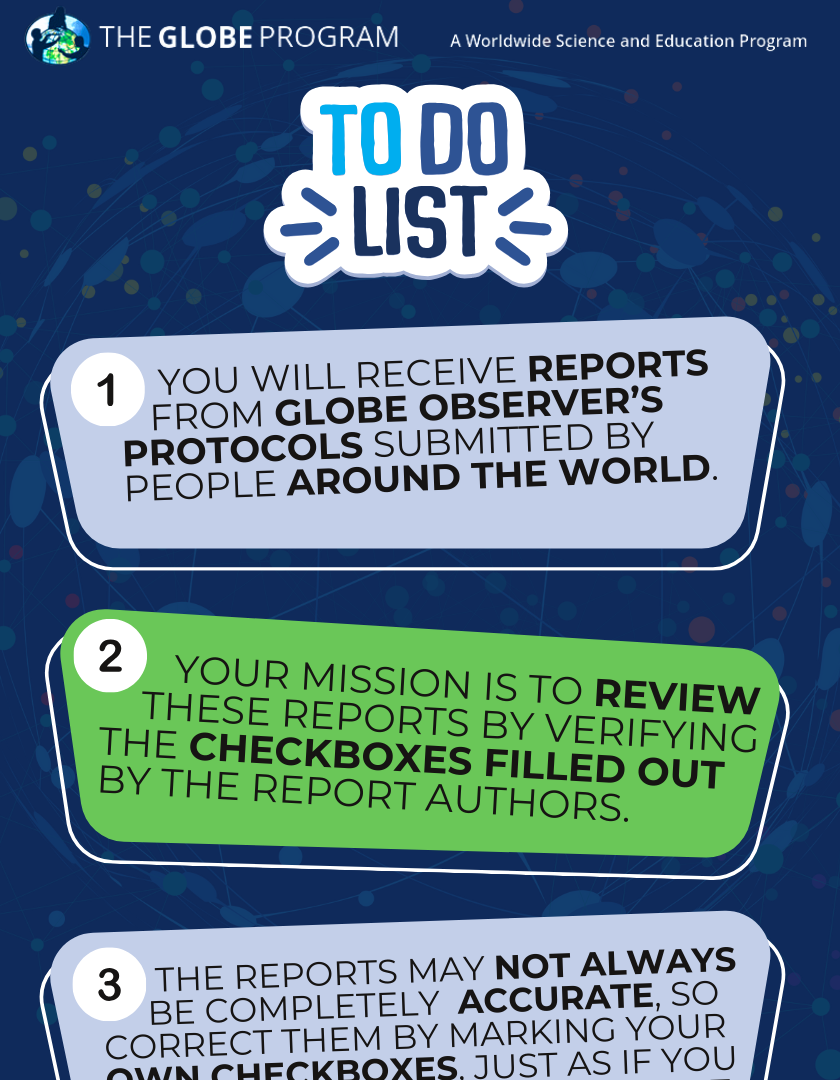 THE GLOBE PROGRAM
A Worldwide Science and Education Program
TO DO
LIST
1
YOU WILL RECEIVE REPORTS
FROM GLOBE OBSERVER'S
PROTOCOLS SUBMITTED BY
PEOPLE AROUND THE WORLD.
2
YOUR MISSION IS TO REVIEW
THESE REPORTS BY VERIFYING
THE CHECKBOXES FILLED OUT
BY THE REPORT AUTHORS.
3
THE REPORTS MAY NOT ALWAYS
BE COMPLETELY ACCURATE, SO
CORRECT THEM BY MARKING YOUR
OWN CHECKBOXES, JUST AS IF YOU